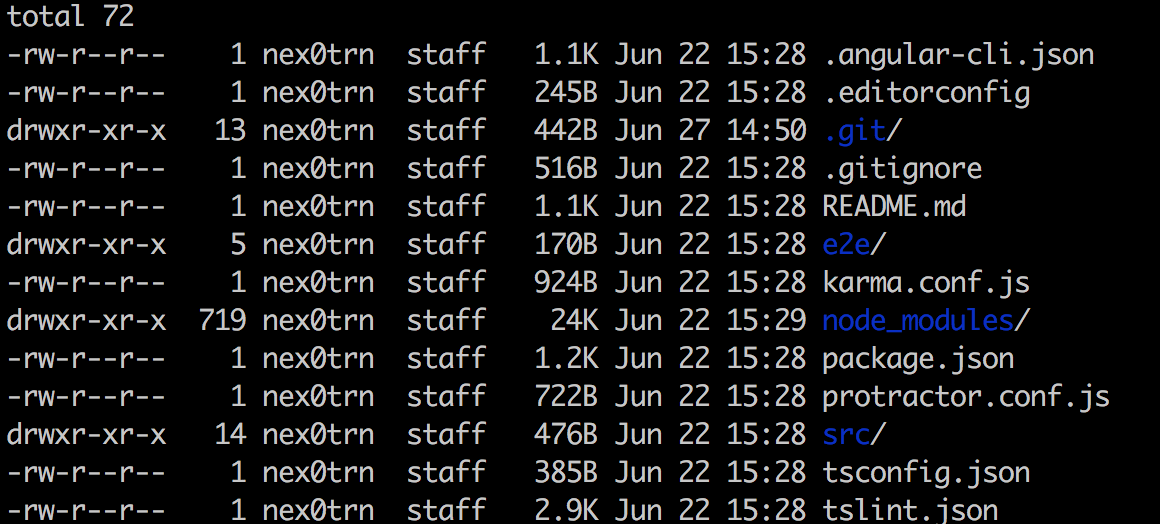 total 72
-rw-r--r--    1 nex0trn  staff   1.1K Jun 22 15:28 .angular-cli.json
-rw-r--r--    1 nex0trn  staff   245B Jun 22 15:28 .editorconfig
drwxr-xr-x   13 nex0trn  staff   442B Jun 27 14:50 .git/
-rw-r--r--    1 nex0trn  staff   516B Jun 22 15:28 .gitignore
-rw-r--r--    1 nex0trn  staff   1.1K Jun 22 15:28 README.md
drwxr-xr-x    5 nex0trn  staff   170B Jun 22 15:28 e2e/
-rw-r--r--    1 nex0trn  staff   924B Jun 22 15:28 karma.conf.js
drwxr-xr-x  719 nex0trn  staff    24K Jun 22 15:29 node_modules/
-rw-r--r--    1 nex0trn  staff   1.2K Jun 22 15:28 package.json
-rw-r--r--    1 nex0trn  staff   722B Jun 22 15:28 protractor.conf.js
drwxr-xr-x   14 nex0trn  staff   476B Jun 22 15:28 src/
-rw-r--r--    1 nex0trn  staff   385B Jun 22 15:28 tsconfig.json
-rw-r--r--    1 nex0trn  staff   2.9K Jun 22 15:28 tslint.json